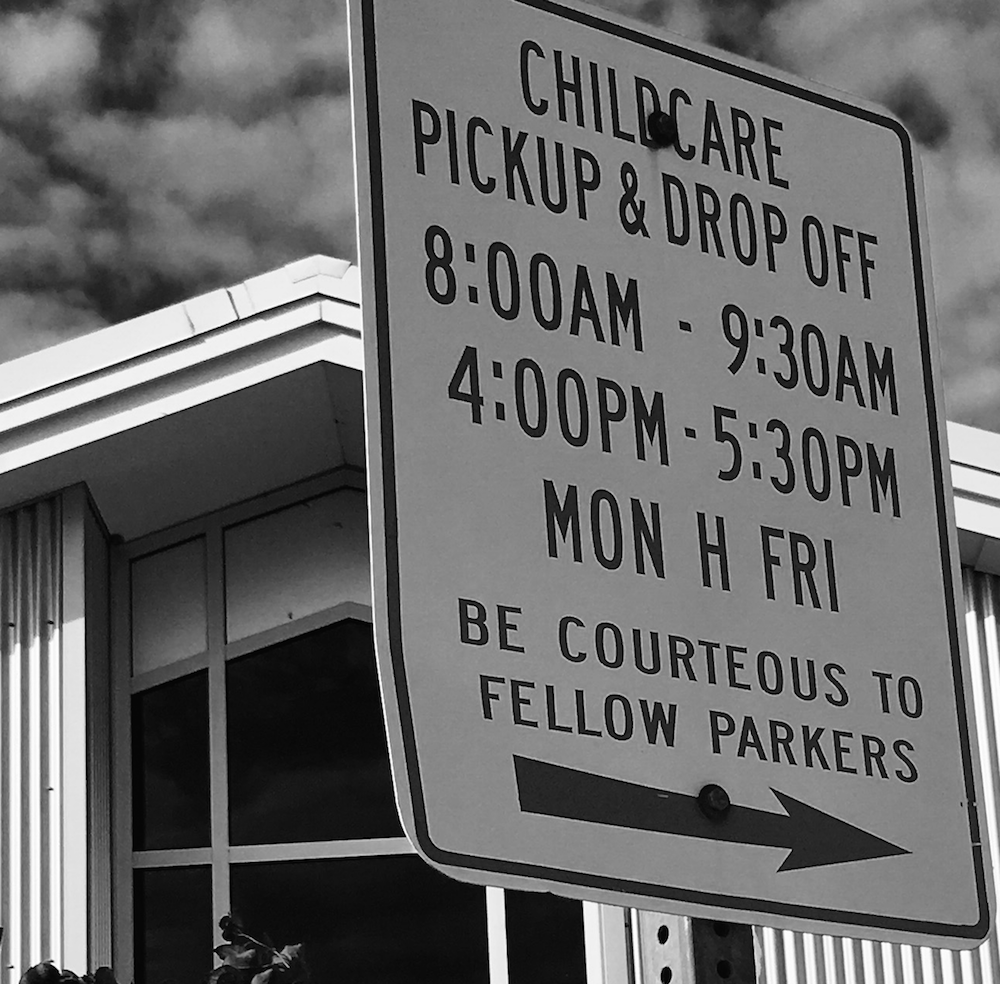 CHILDCARE
PICKUP & DROP OFF
8:00AM - 9:30AM
4:00PM - 5:30PM
MON H FRI
BE COURTEOUS TO
FELLOW PARKERS